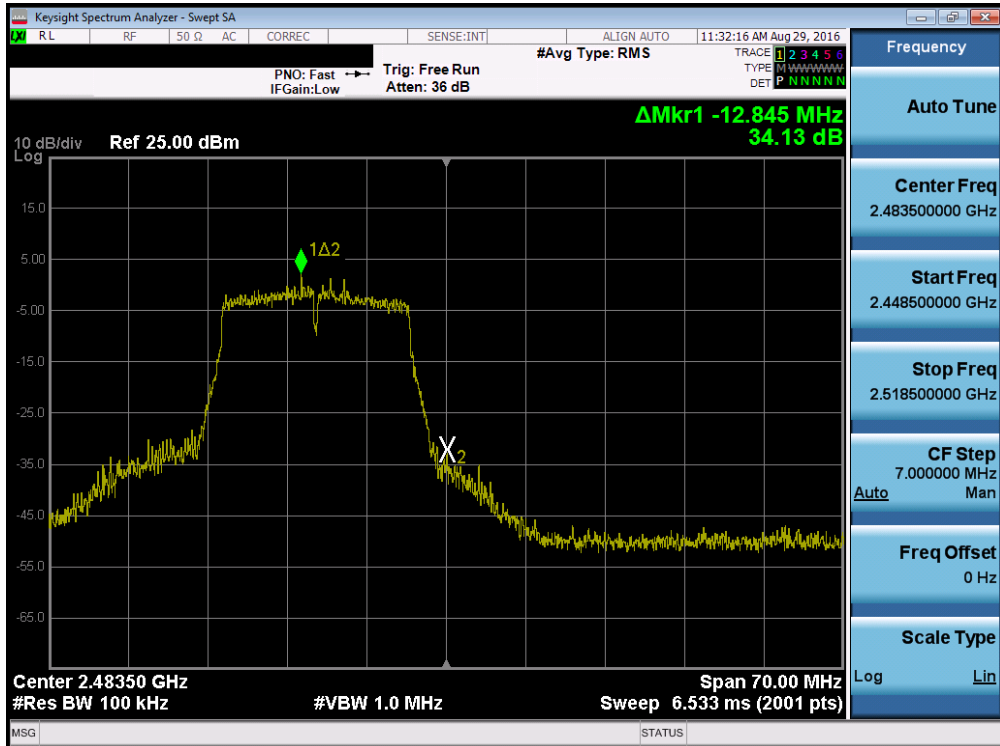 Keysight Spectrum Analyzer - Swept SA
LXI RL RF 50 Ω AC CORREC SENSE:INT ALIGN AUTO 11:32:16 AM Aug 29, 2016
PNO: Fast
IFGain:Low
Trig: Free Run
Atten: 36 dB
#Avg Type: RMS
TRACE 1 2 3 4 5 6
TYPE M WWWWW
DET P N N N N N
ΔMkr1 -12.845 MHz
34.13 dB
10 dB/div Ref 25.00 dBm
Log
15.0
5.00
-5.00
-15.0
-25.0
-35.0
-45.0
-55.0
-65.0
1Δ2
X2
Center 2.48350 GHz Span 70.00 MHz
#Res BW 100 kHz #VBW 1.0 MHz Sweep 6.533 ms (2001 pts)
MSG STATUS
Frequency
Auto Tune
Center Freq
2.483500000 GHz
Start Freq
2.448500000 GHz
Stop Freq
2.518500000 GHz
CF Step
7.000000 MHz
Auto Man
Freq Offset
0 Hz
Scale Type
Log Lin